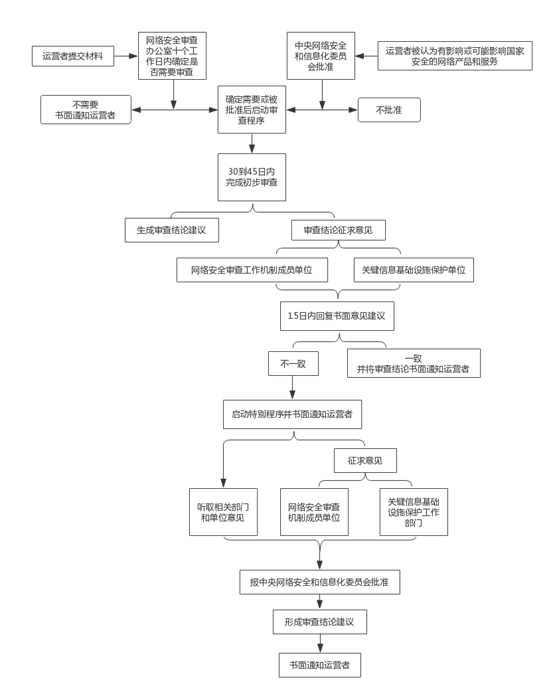 运营者提交材料
网络安全审查
办公室十个工
作日内确定是
否需要审查
中央网络安全
和信息化委员
会批准
运营者被认为有影响或可能影响国家
安全的网络产品和服务
不需要
书面通知运营者
确定需要或被
批准后启动审
查程序
不批准
30到45日内
完成初步审查
生成审查结论建议
审查结论征求意见
网络安全审查工作机制成员单位
关键信息基础设施保护单位
15日内回复书面意见建议
不一致
一致
并将审查结论书面通知运营者
启动特别程序并书面通知运营者
征求意见
听取相关部门
和单位意见
网络安全审查
机制成员单位
关键信息基础
设施保护工作
部门
报中央网络安全和信息化委员会批准
形成审查结论建议
书面通知运营者